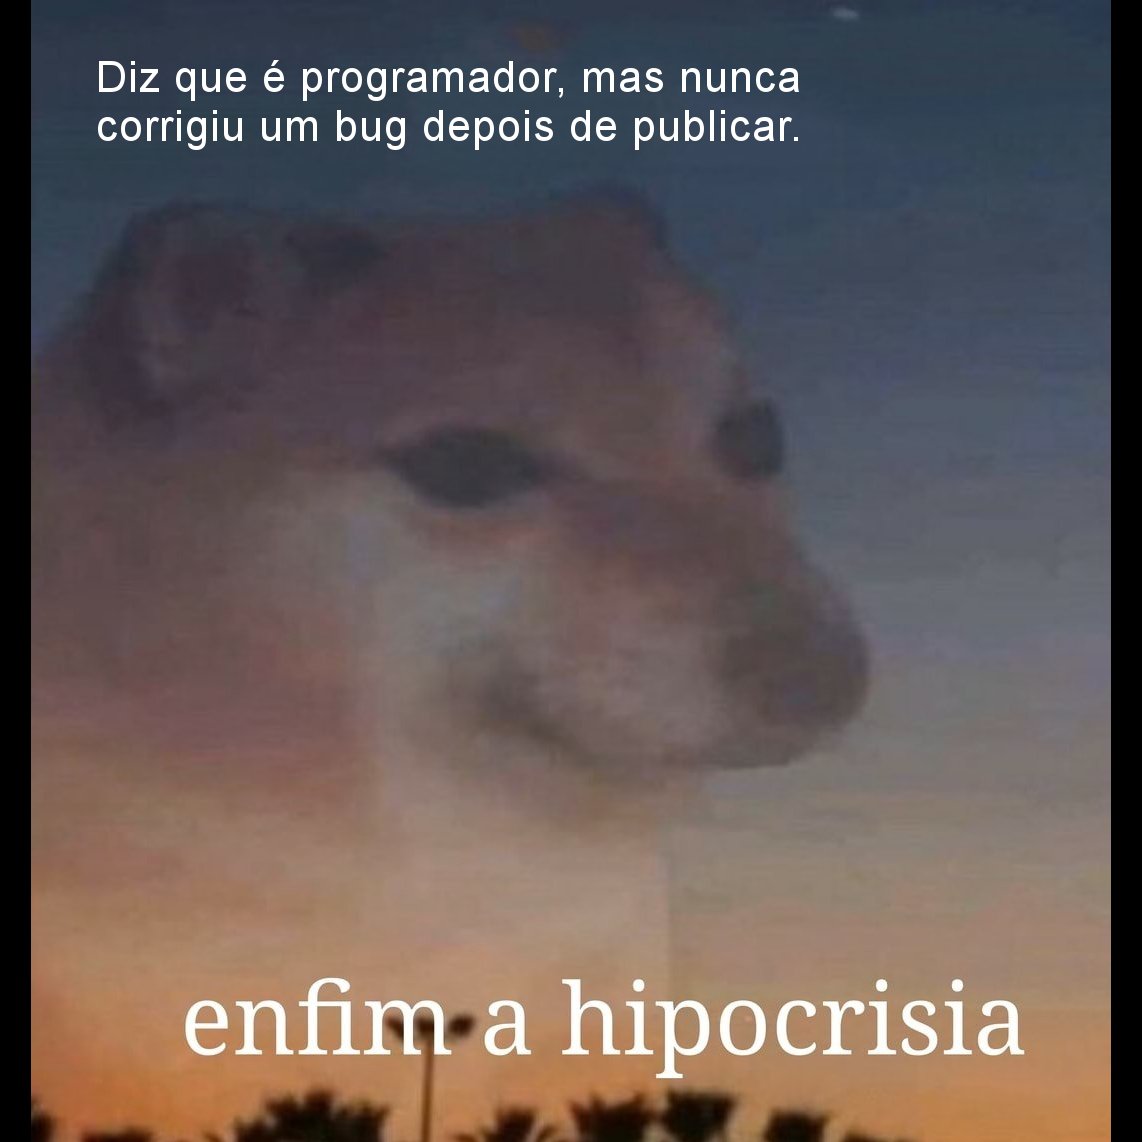 Diz que é programador, mas nunca
corrigiu um bug depois de publicar.
enfim a hipocrisia